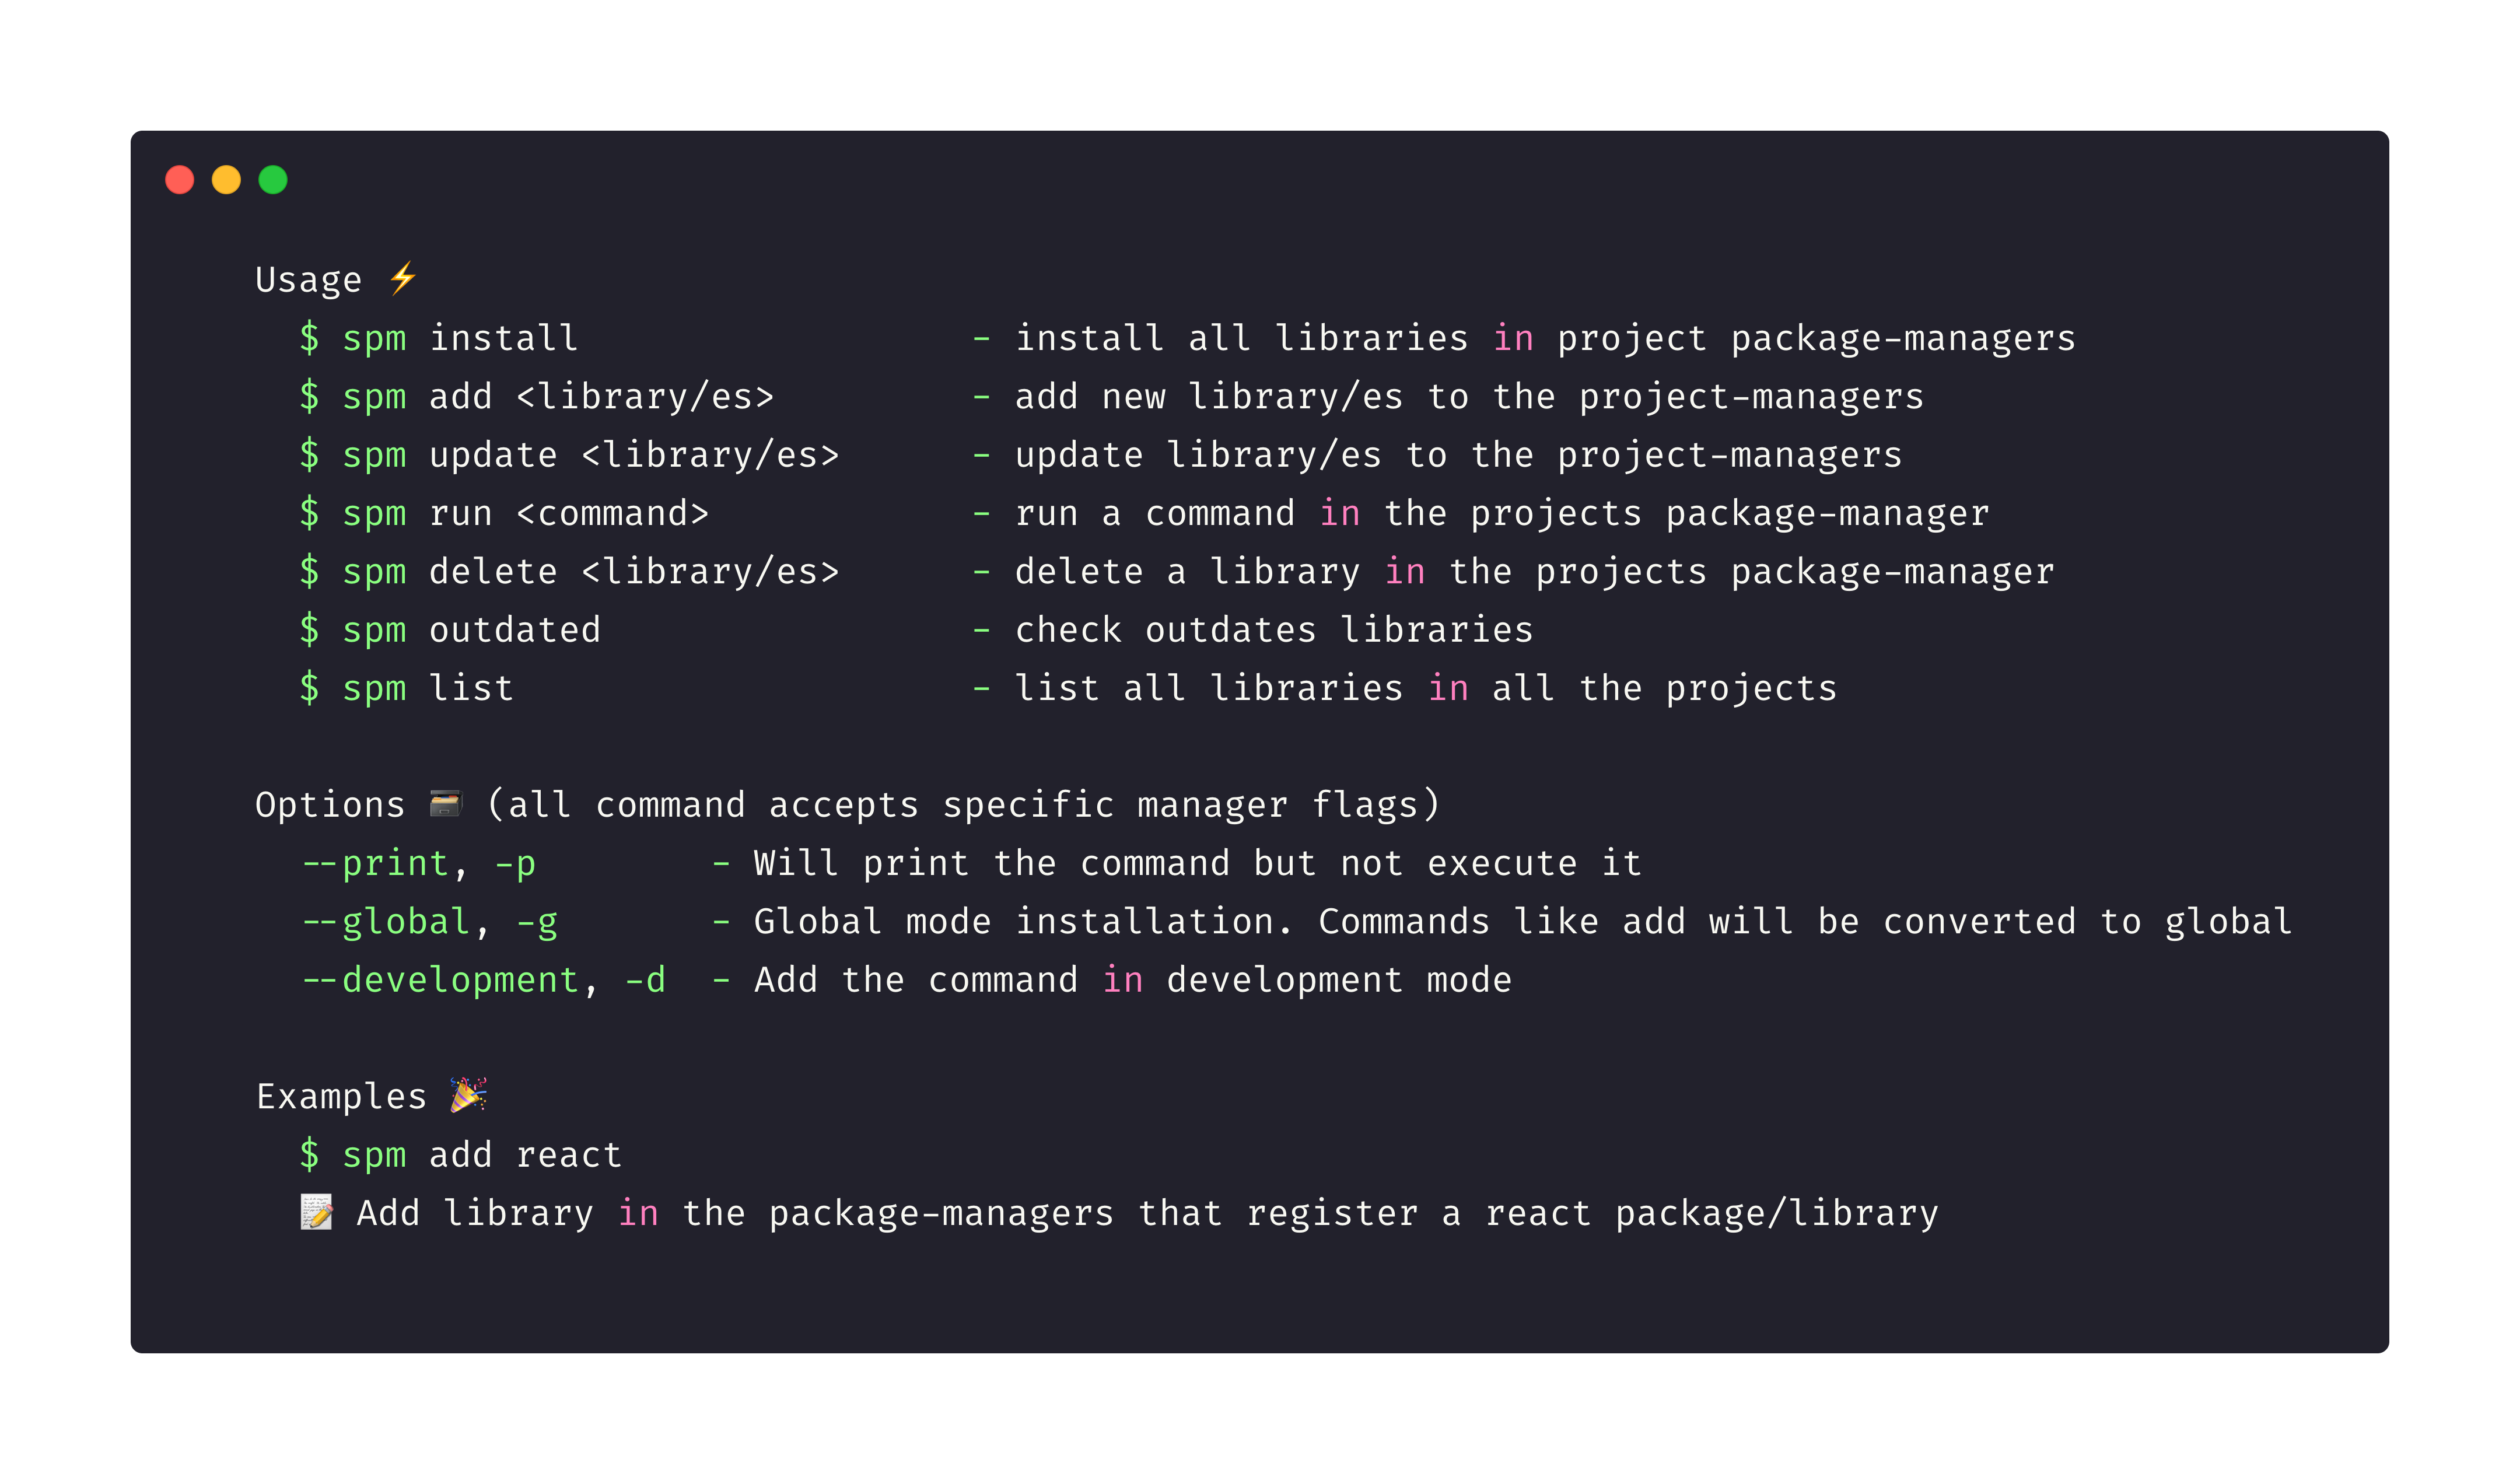 Usage ⚡
$ spm install - install all libraries in project package-managers
$ spm add <library/es> - add new library/es to the project-managers
$ spm update <library/es> - update library/es to the project-managers
$ spm run <command> - run a command in the projects package-manager
$ spm delete <library/es> - delete a library in the projects package-manager
$ spm outdated - check outdates libraries
$ spm list - list all libraries in all the projects
Options 🗃 (all command accepts specific manager flags)
--print, -p - Will print the command but not execute it
--global, -g - Global mode installation. Commands like add will be converted to global
--development, -d - Add the command in development mode
Examples 🎉
$ spm add react
📝 Add library in the package-managers that register a react package/library